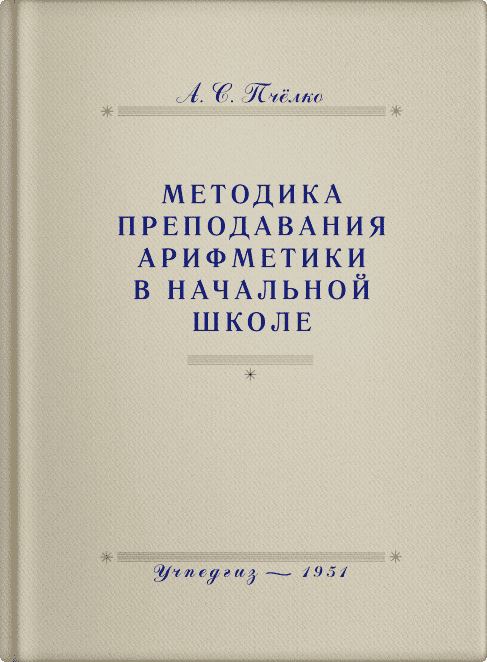 А. С. Пчёлко
МЕТОДИКА
ПРЕПОДАВАНИЯ
АРИФМЕТИКИ
В НАЧАЛЬНОЙ
ШКОЛЕ
Учпедгиз — 1951